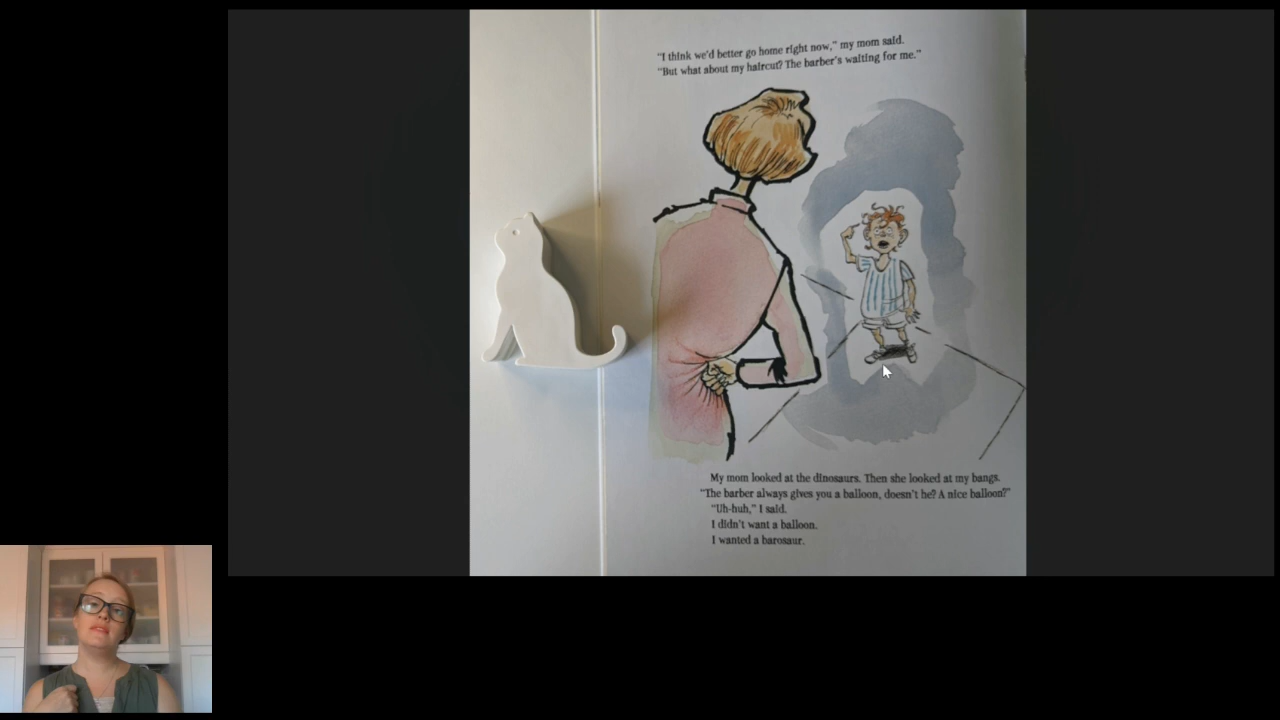 "I think we'd better go home right now," my mom said.
"But what about my haircut? The barber's waiting for me."
My mom looked at the dinosaurs. Then she looked at my bangs.
"The barber always gives you a balloon, doesn't he? A nice balloon?"
"Uh-huh," I said.
I didn't want a balloon.
I wanted a barosaur.